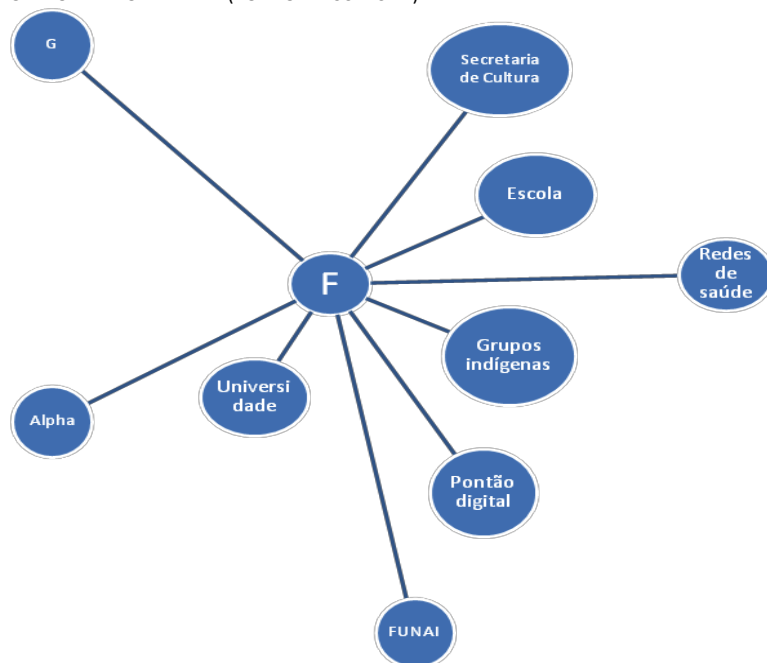 G
Secretaria
de Cultura
Escola
Redes
de
saúde
F
Grupos
indígenas
Universi
dade
Alpha
Pontão
digital
FUNAI